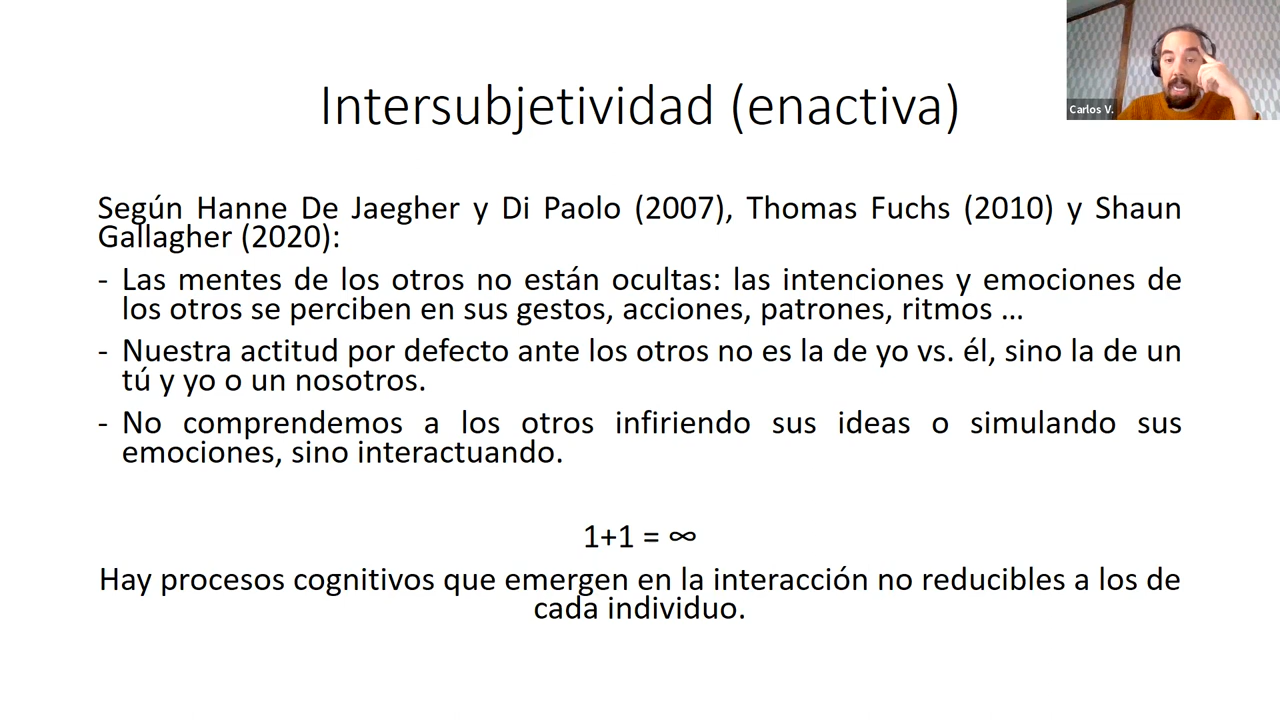 Intersubjetividad (enactiva)
Carlos V.
Según Hanne De Jaegher y Di Paolo (2007), Thomas Fuchs (2010) y Shaun
Gallagher (2020):
- Las mentes de los otros no están ocultas: las intenciones y emociones de
los otros se perciben en sus gestos, acciones, patrones, ritmos ...
- Nuestra actitud por defecto ante los otros no es la de yo vs. él, sino la de un
tú y yo o un nosotros.
- No comprendemos a los otros infiriendo sus ideas o simulando sus
emociones, sino interactuando.
1+1 = ∞
Hay procesos cognitivos que emergen en la interacción no reducibles a los de
cada individuo.